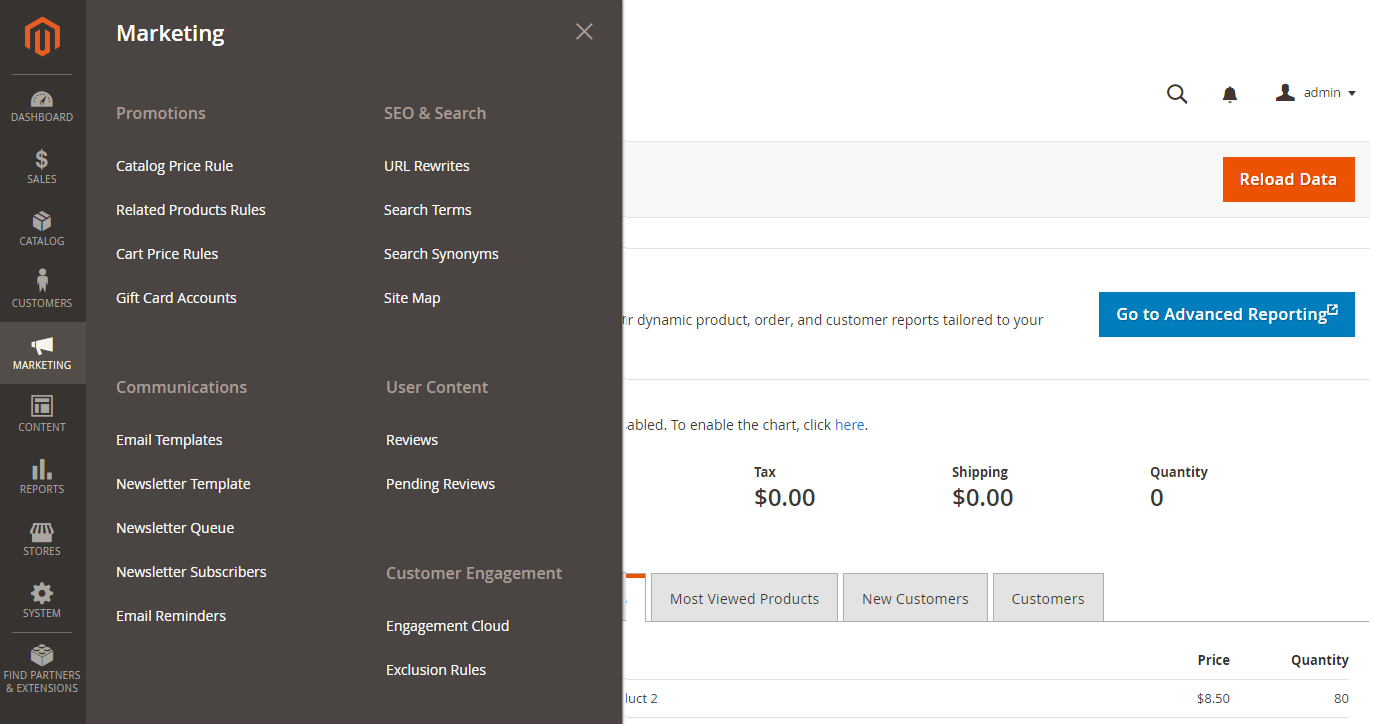 DASHBOARD
SALES
CATALOG
CUSTOMERS
MARKETING
CONTENT
REPORTS
STORES
SYSTEM
FIND PARTNERS
& EXTENSIONS
Marketing
Promotions
Catalog Price Rule
Related Products Rules
Cart Price Rules
Gift Card Accounts
SEO & Search
URL Rewrites
Search Terms
Search Synonyms
Site Map
Communications
Email Templates
Newsletter Template
Newsletter Queue
Newsletter Subscribers
Email Reminders
User Content
Reviews
Pending Reviews
Customer Engagement
Engagement Cloud
Exclusion Rules
admin
Reload Data
r dynamic product, order, and customer reports tailored to your
Go to Advanced Reporting
abled. To enable the chart, click here.
Tax
$0.00
Shipping
$0.00
Quantity
0
Most Viewed Products
New Customers
Customers
Price
Quantity
luct 2
$8.50
80